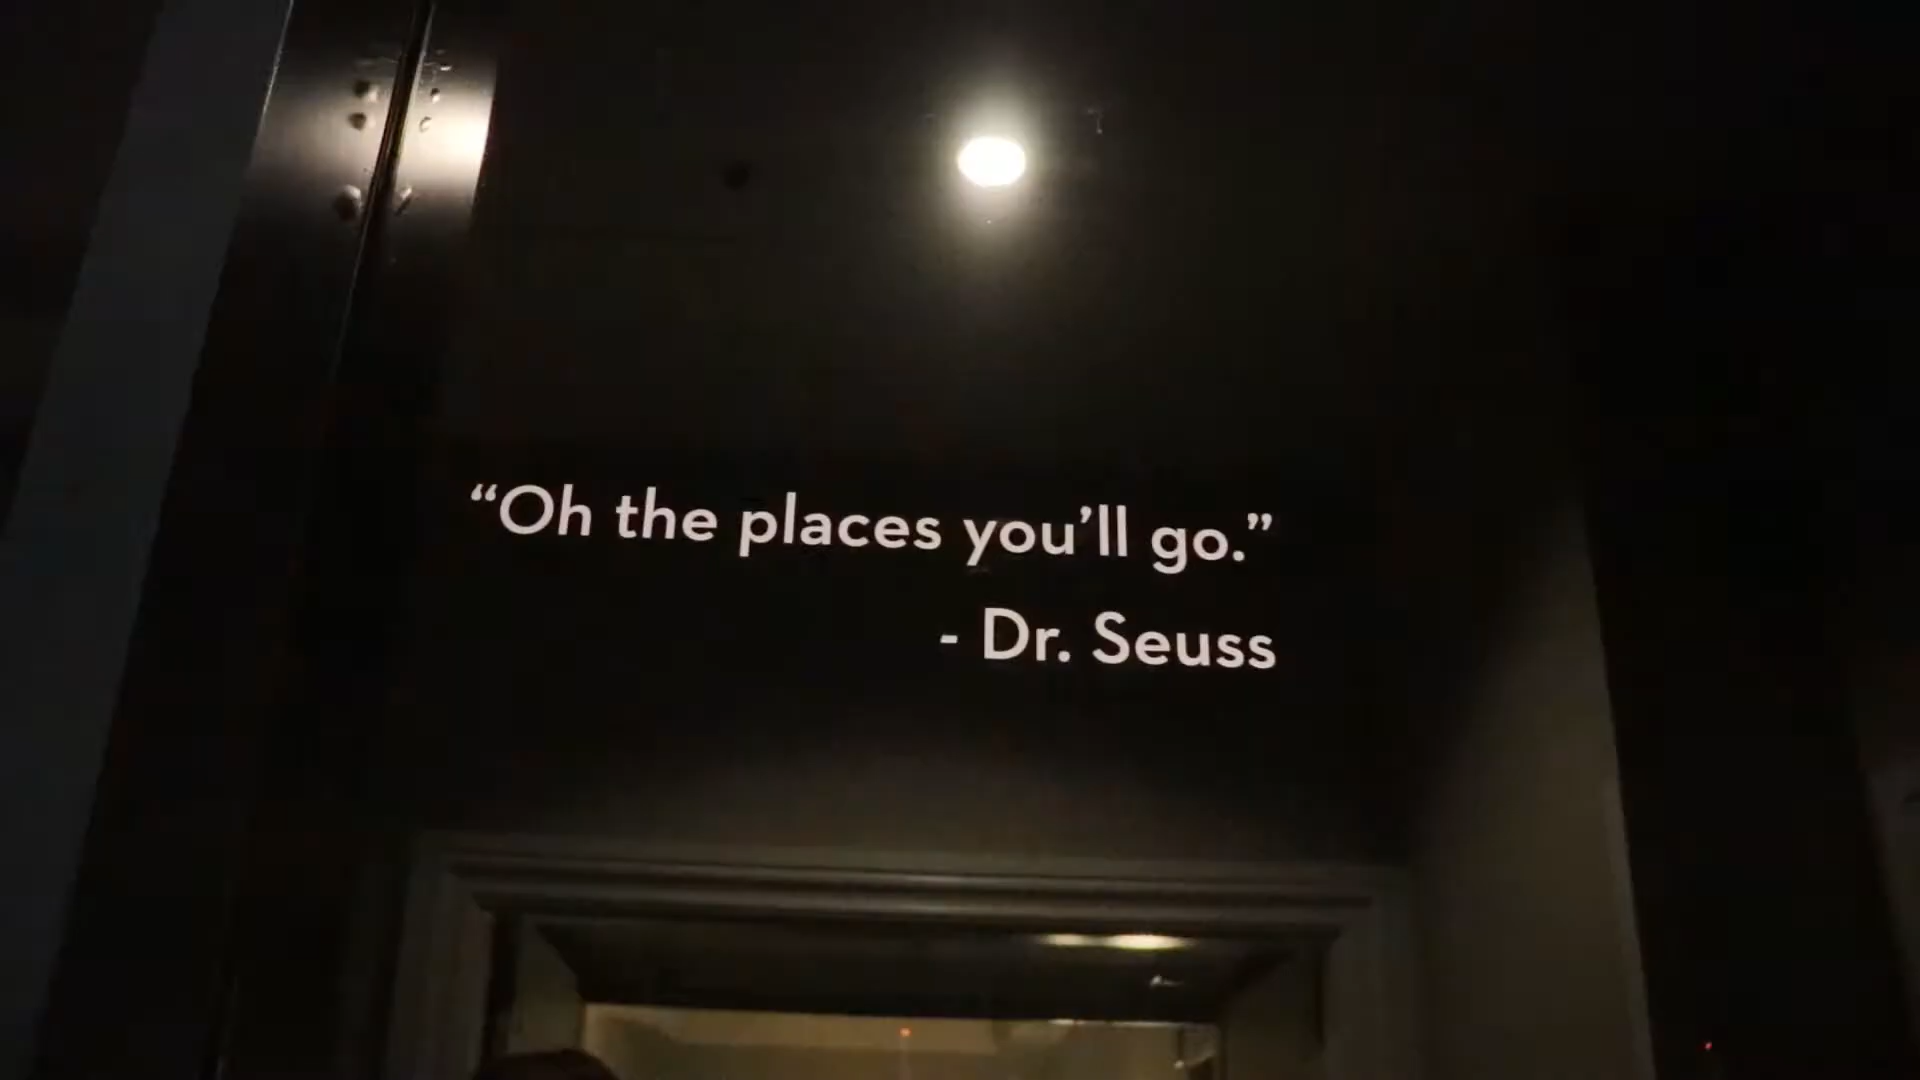 “Oh the places you’ll go.”
- Dr. Seuss